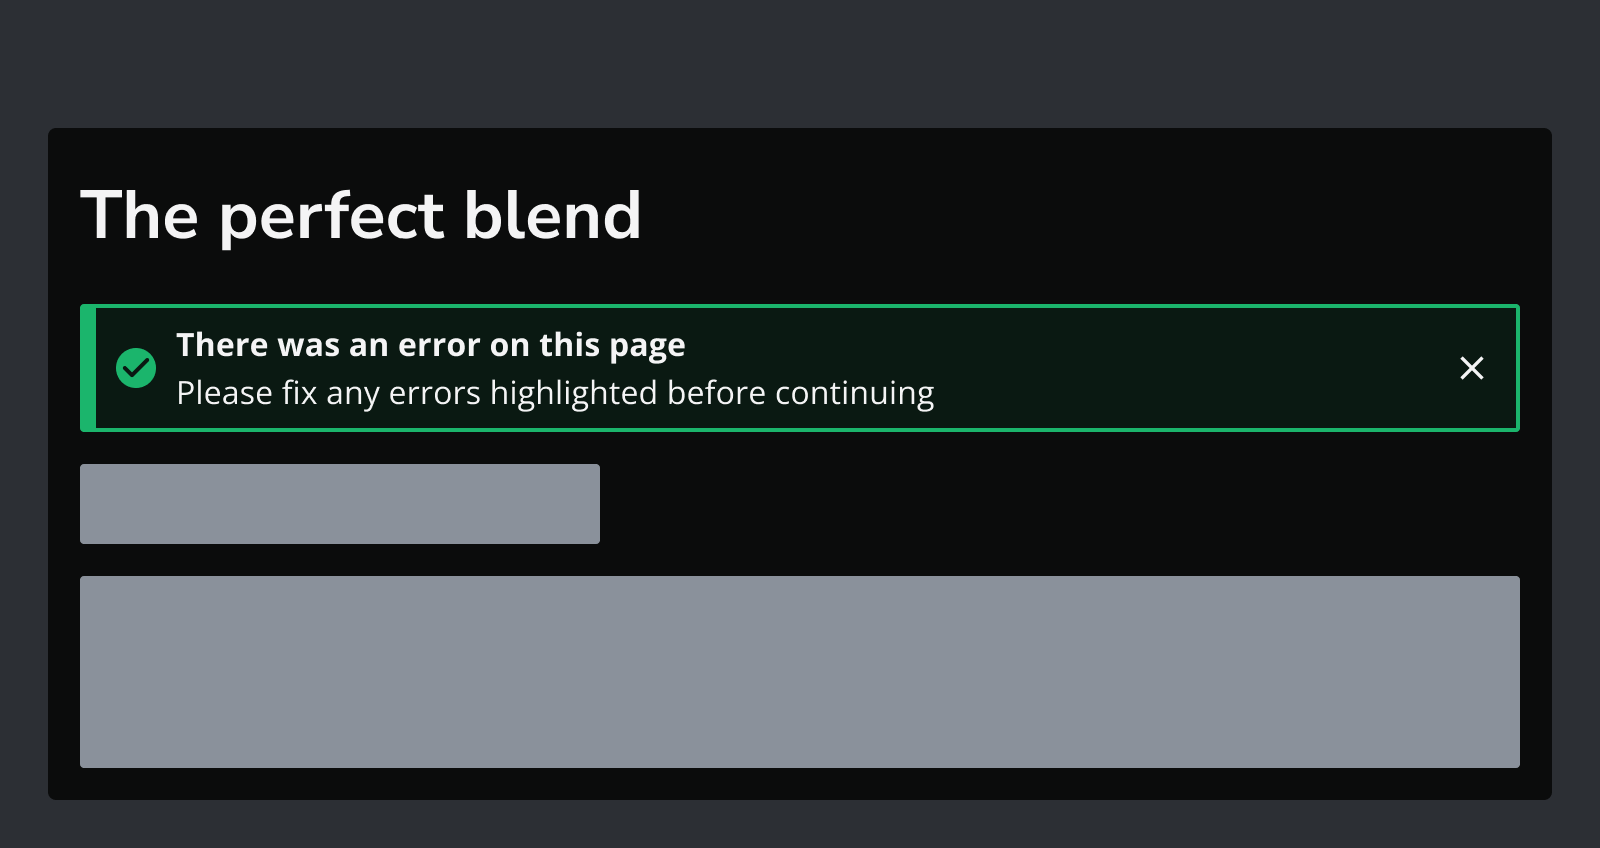 The perfect blend
There was an error on this page
Please fix any errors highlighted before continuing